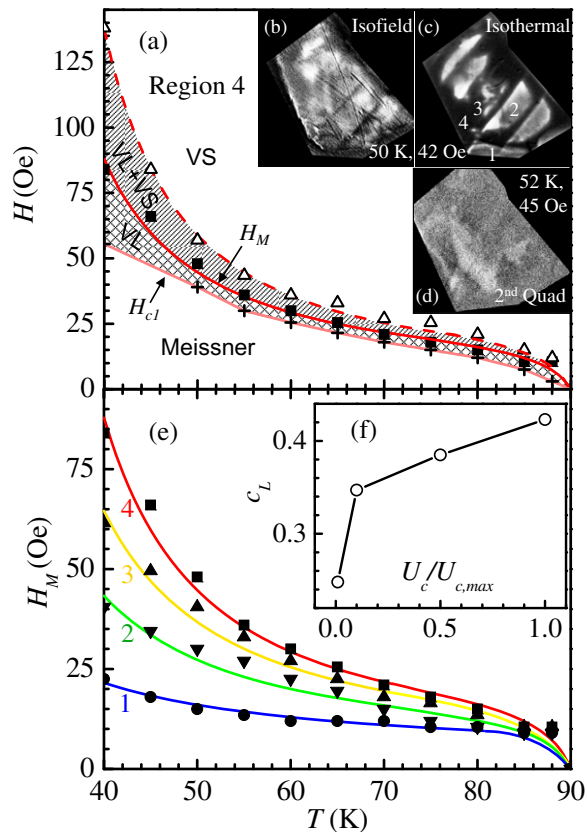 (a)
Region 4
VS
VL+VS
VL
H_M
H_{c1}
Meissner
H (Oe)
125
100
75
50
25
0
(b) Isofield
50 K,
(c) Isothermal
3
2
4
1
42 Oe
52 K,
45 Oe
(d)
2nd Quad
(e)
4
3
2
1
H_M (Oe)
75
50
25
0
(f)
c_L
0.4
0.3
U_c/U_{c,max}
0.0 0.5 1.0
40 50 60 70 80 90
T (K)